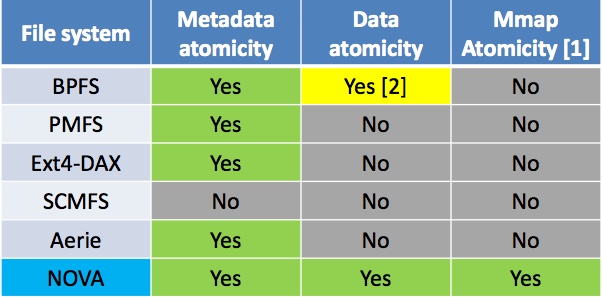 File system Metadata atomicity Data atomicity Mmap Atomicity [1]
BPFS Yes Yes [2] No
PMFS Yes No No
Ext4-DAX Yes No No
SCMFS No No No
Aerie Yes No No
NOVA Yes Yes Yes